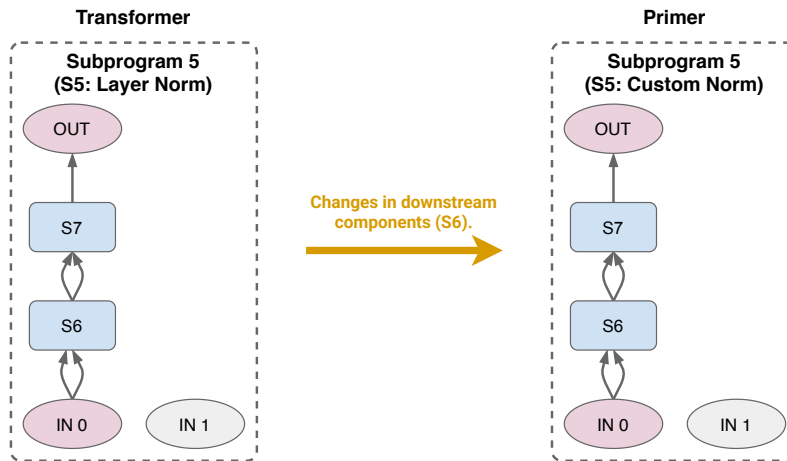 Transformer
Subprogram 5
(S5: Layer Norm)
OUT
S7
S6
IN 0
IN 1
Changes in downstream
components (S6).
Primer
Subprogram 5
(S5: Custom Norm)
OUT
S7
S6
IN 0
IN 1